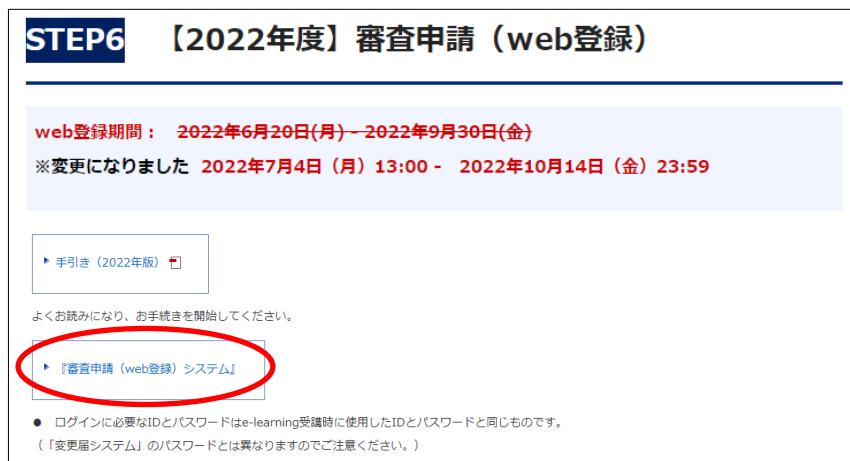 STEP6 【2022年度】審査申請（web登録）
web登録期間： 2022年6月20日(月) - 2022年9月30日(金)
※変更になりました 2022年7月4日（月）13:00 - 2022年10月14日（金）23:59
手引き（2022年版）
よくお読みになり、お手続きを開始してください。
『審査申請（web登録）システム』
● ログインに必要なIDとパスワードはe-learning受講時に使用したIDとパスワードと同じものです。
（「変更届システム」のパスワードとは異なりますのでご注意ください。）